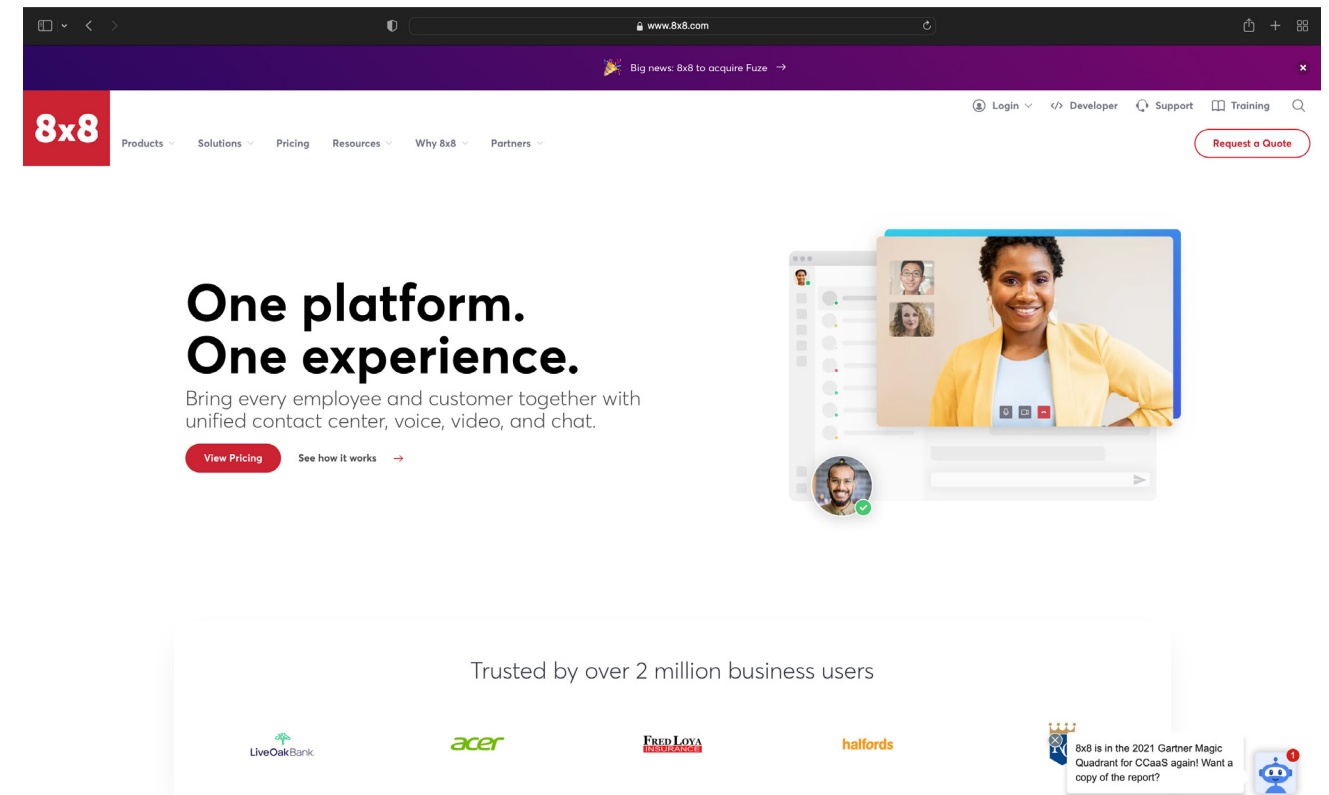 www.8x8.com
Big news: 8x8 to acquire Fuze →
8x8
Login
</> Developer
Support
Training
Products
Solutions
Pricing
Resources
Why 8x8
Partners
Request a Quote
One platform.
One experience.
Bring every employee and customer together with
unified contact center, voice, video, and chat.
View Pricing
See how it works →
Trusted by over 2 million business users
LiveOakBank.
acer
FRED LOYA
INSURANCE
halfords
8x8 is in the 2021 Gartner Magic
Quadrant for CCaaS again! Want a
copy of the report?
1